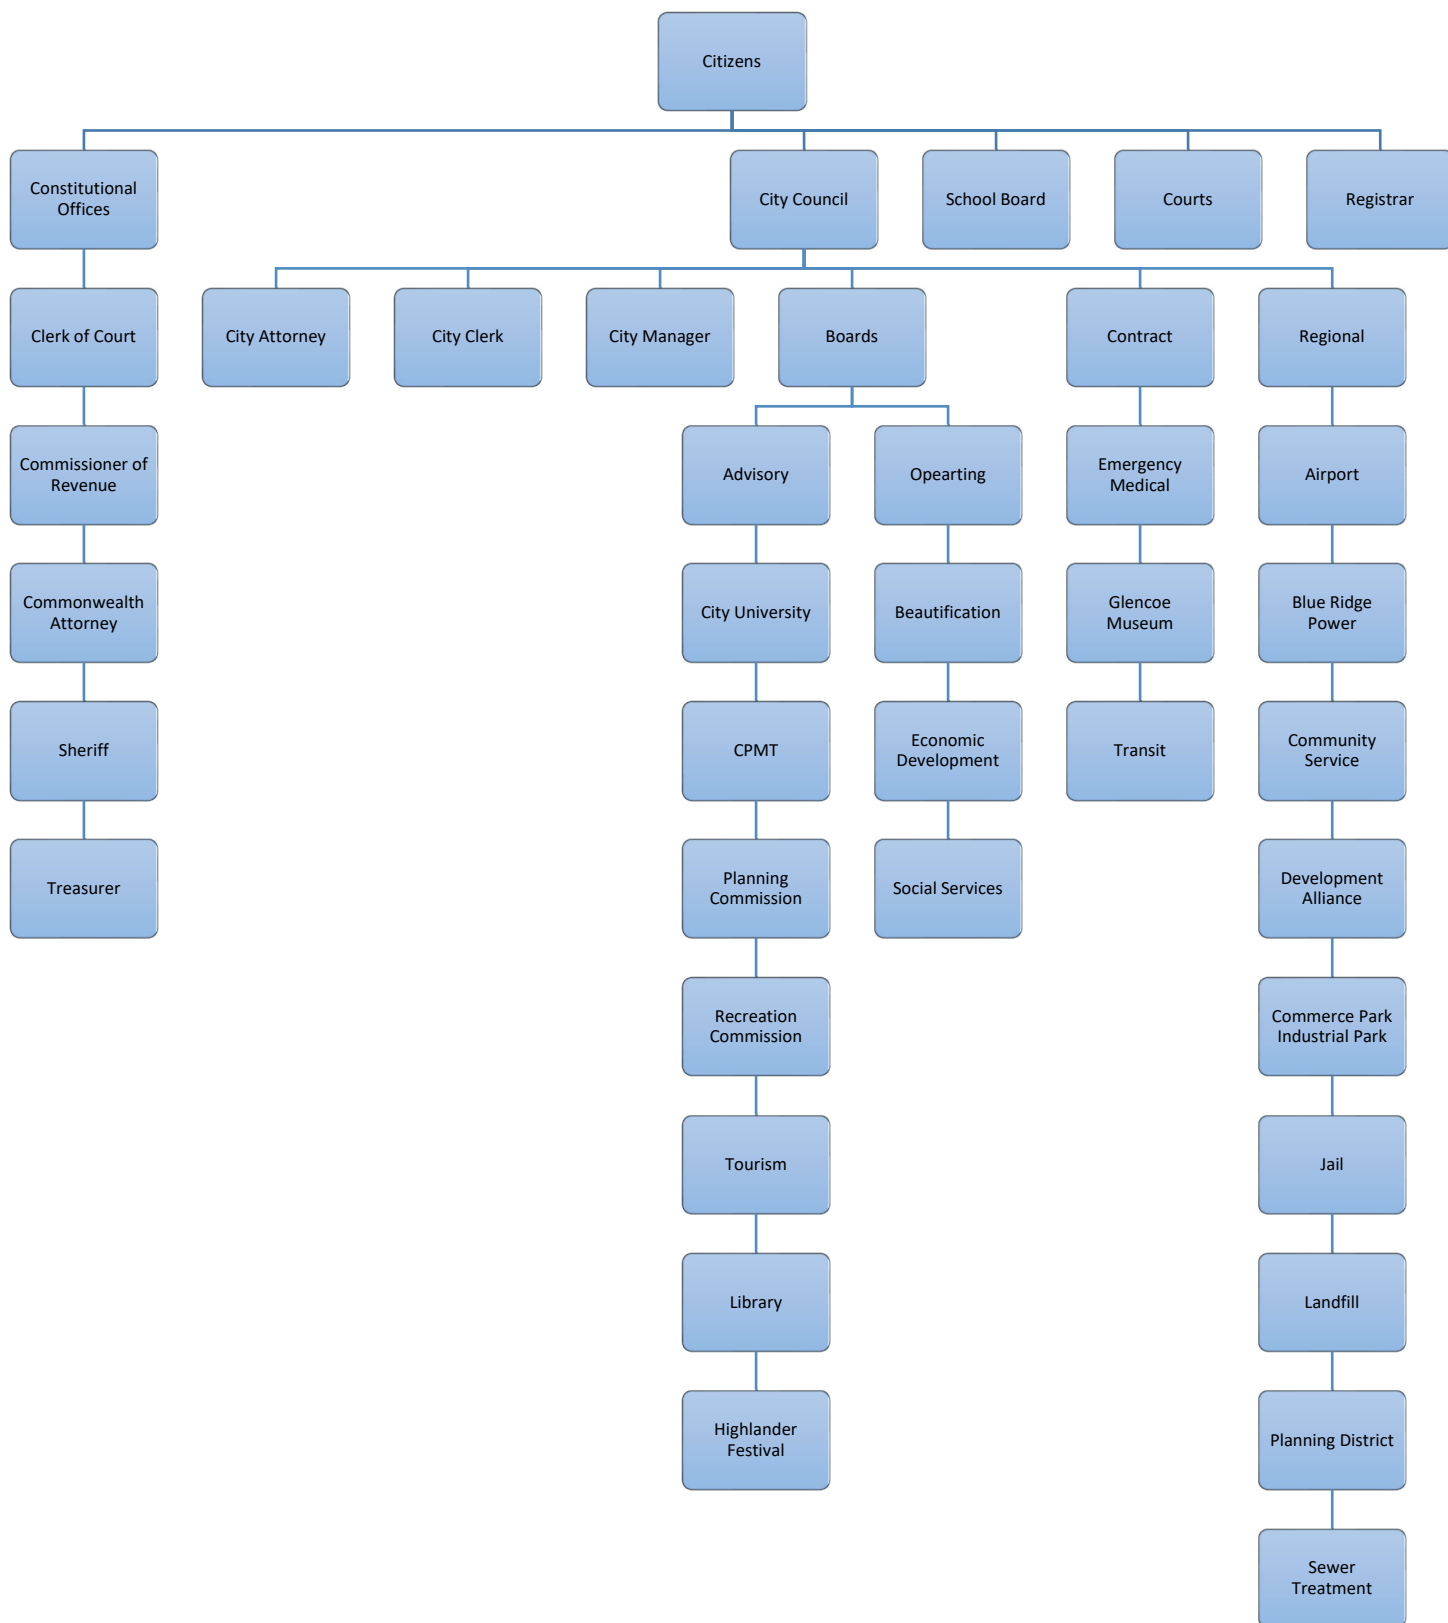 Citizens
Constitutional
Offices
City Council
School Board
Courts
Registrar
Clerk of Court
City Attorney
City Clerk
City Manager
Boards
Contract
Regional
Commissioner of
Revenue
Advisory
Opearting
Emergency
Medical
Airport
Commonwealth
Attorney
City University
Beautification
Glencoe
Museum
Blue Ridge
Power
Sheriff
CPMT
Economic
Development
Transit
Community
Service
Treasurer
Planning
Commission
Social Services
Development
Alliance
Recreation
Commission
Commerce Park
Industrial Park
Tourism
Jail
Library
Landfill
Highlander
Festival
Planning District
Sewer
Treatment